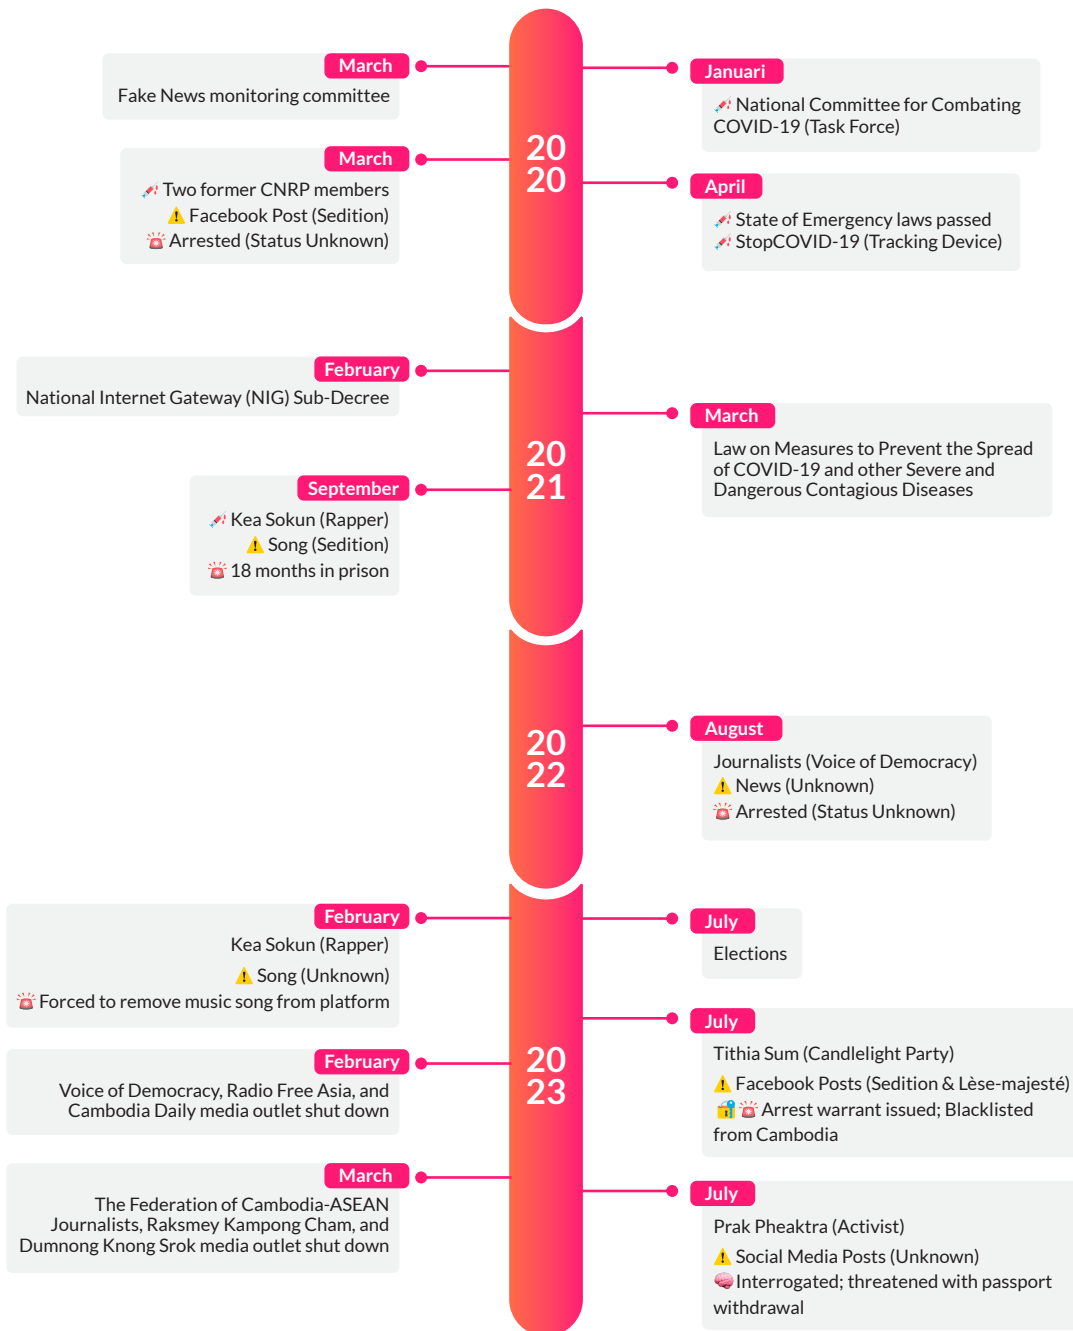 March
Fake News monitoring committee
Januari
National Committee for Combating
COVID-19 (Task Force)
20
20
March
Two former CNRP members
Facebook Post (Sedition)
Arrested (Status Unknown)
April
State of Emergency laws passed
StopCOVID-19 (Tracking Device)
February
National Internet Gateway (NIG) Sub-Decree
March
Law on Measures to Prevent the Spread
of COVID-19 and other Severe and
Dangerous Contagious Diseases
20
21
September
Kea Sokun (Rapper)
Song (Sedition)
18 months in prison
20
22
August
Journalists (Voice of Democracy)
News (Unknown)
Arrested (Status Unknown)
February
Kea Sokun (Rapper)
Song (Unknown)
Forced to remove music song from platform
July
Elections
20
23
February
Voice of Democracy, Radio Free Asia, and
Cambodia Daily media outlet shut down
July
Tithia Sum (Candlelight Party)
Facebook Posts (Sedition & Lèse-majesté)
Arrest warrant issued; Blacklisted
from Cambodia
March
The Federation of Cambodia-ASEAN
Journalists, Raksmey Kampong Cham, and
Dumnong Knong Srok media outlet shut down
July
Prak Pheaktra (Activist)
Social Media Posts (Unknown)
Interrogated; threatened with passport
withdrawal